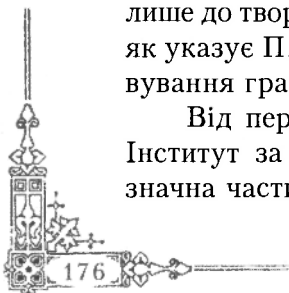 лише до твор
як указує П.
вування гра
Від пер
Інститут за
значна части
176